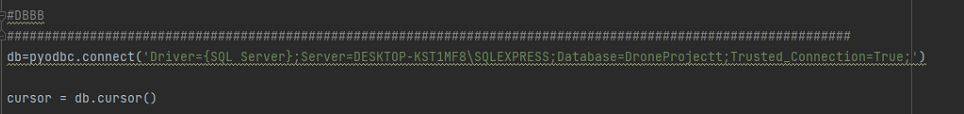 #DBBB
################################################################################################################
db=pyodbc.connect('Driver={SQL Server};Server=DESKTOP-KST1MF8\SQLEXPRESS;Database=DroneProjectt;Trusted_Connection=True;')
cursor = db.cursor()